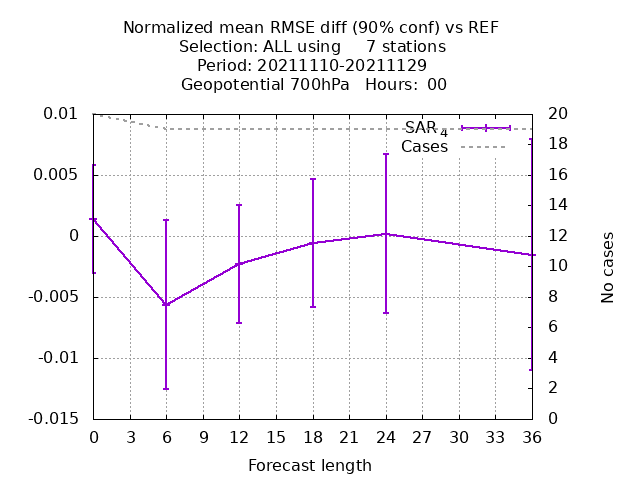 Normalized mean RMSE diff (90% conf) vs REF
Selection: ALL using     7 stations
Period: 20211110-20211129
Geopotential 700hPa   Hours:  00
SAR 4
Cases
0.01
0.005
0
-0.005
-0.01
-0.015
20
18
16
14
12
10
8
6
4
2
0
No cases
0 3 6 9 12 15 18 21 24 27 30 33 36
Forecast length